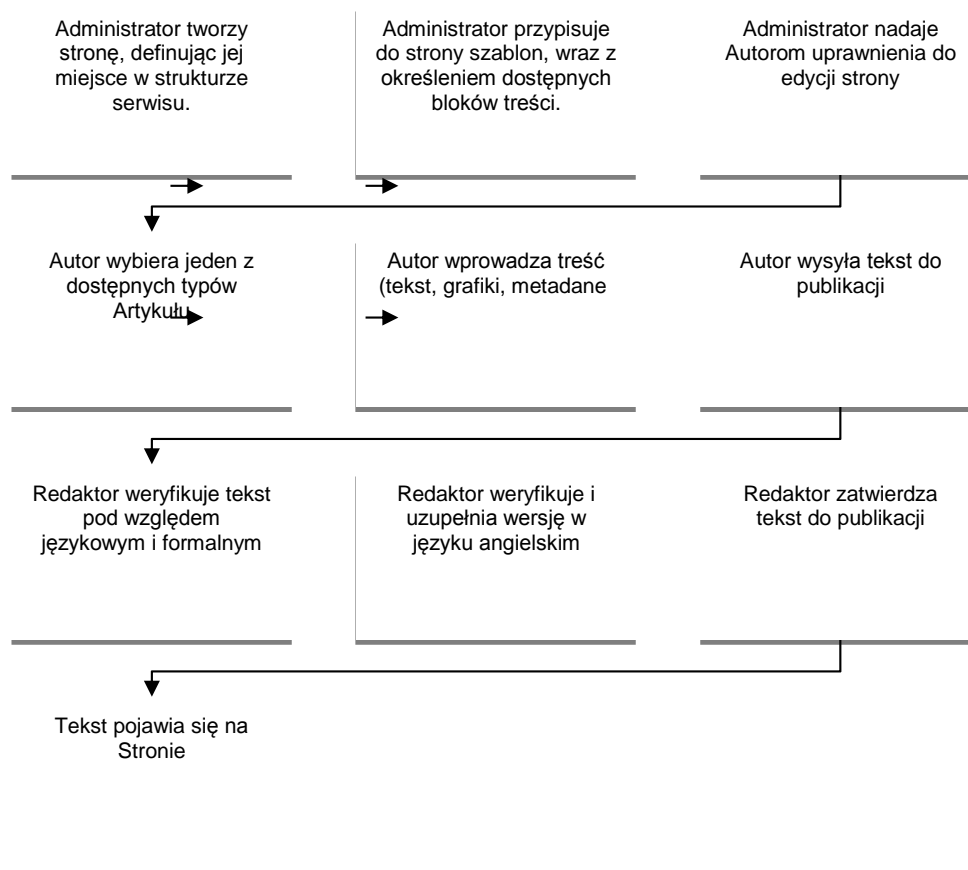 Administrator tworzy
stronę, definując jej
miejsce w strukturze
serwisu.
Administrator przypisuje
do strony szablon, wraz z
określeniem dostępnych
bloków treści.
Administrator nadaje
Autorom uprawnienia do
edycji strony
Autor wybiera jeden z
dostępnych typów
Artykułu
Autor wprowadza treść
(tekst, grafiki, metadane
Autor wysyła tekst do
publikacji
Redaktor weryfikuje tekst
pod względem
językowym i formalnym
Redaktor weryfikuje i
uzupełnia wersję w
języku angielskim
Redaktor zatwierdza
tekst do publikacji
Tekst pojawia się na
Stronie